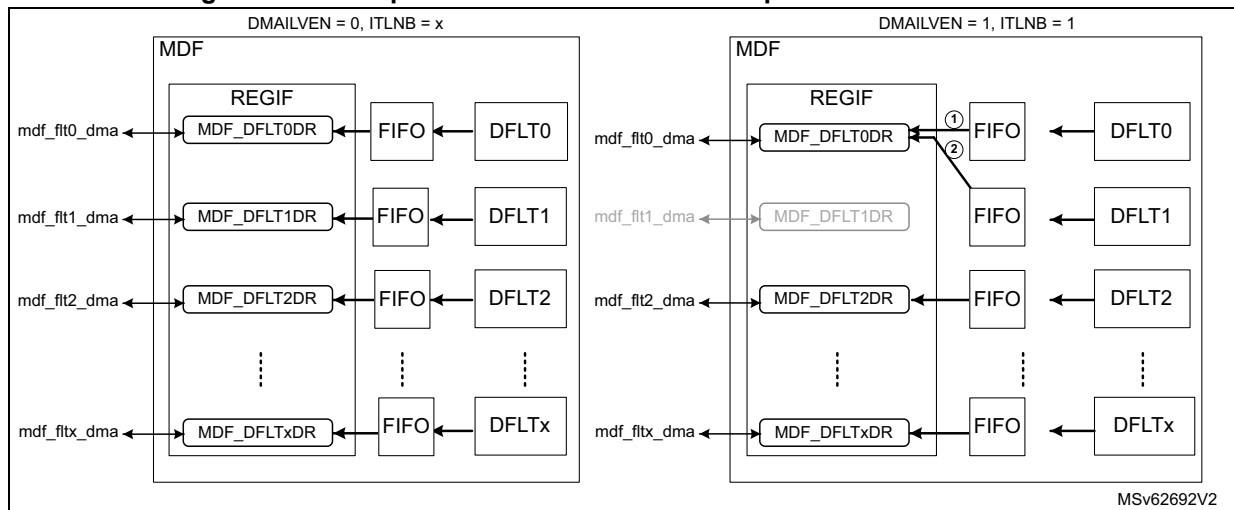 DMAILVEN = 0, ITLNB = x
MDF
REGIF
mdf_flt0_dma
MDF_DFLT0DR
FIFO
DFLT0
mdf_flt1_dma
MDF_DFLT1DR
FIFO
DFLT1
mdf_flt2_dma
MDF_DFLT2DR
FIFO
DFLT2
mdf_fltx_dma
MDF_DFLTxDR
FIFO
DFLTx
DMAILVEN = 1, ITLNB = 1
MDF
REGIF
mdf_flt0_dma
MDF_DFLT0DR
1
2
FIFO
DFLT0
mdf_flt1_dma
MDF_DFLT1DR
FIFO
DFLT1
mdf_flt2_dma
MDF_DFLT2DR
FIFO
DFLT2
mdf_fltx_dma
MDF_DFLTxDR
FIFO
DFLTx
MSv62692V2